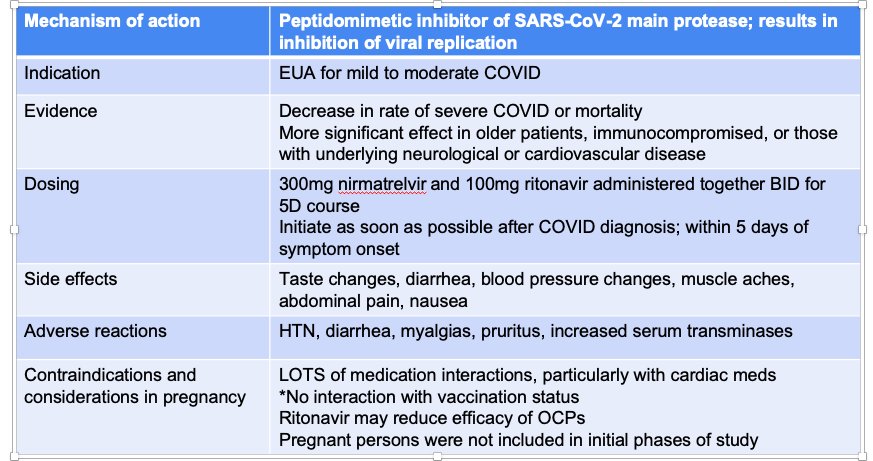 Mechanism of action
Peptidomimetic inhibitor of SARS-CoV-2 main protease; results in
inhibition of viral replication
Indication
EUA for mild to moderate COVID
Evidence
Decrease in rate of severe COVID or mortality
More significant effect in older patients, immunocompromised, or those
with underlying neurological or cardiovascular disease
Dosing
300mg nirmatrelvir and 100mg ritonavir administered together BID for
5D course
Initiate as soon as possible after COVID diagnosis; within 5 days of
symptom onset
Side effects
Taste changes, diarrhea, blood pressure changes, muscle aches,
abdominal pain, nausea
Adverse reactions
HTN, diarrhea, myalgias, pruritus, increased serum transminases
Contraindications and
considerations in pregnancy
LOTS of medication interactions, particularly with cardiac meds
*No interaction with vaccination status
Ritonavir may reduce efficacy of OCPs
Pregnant persons were not included in initial phases of study